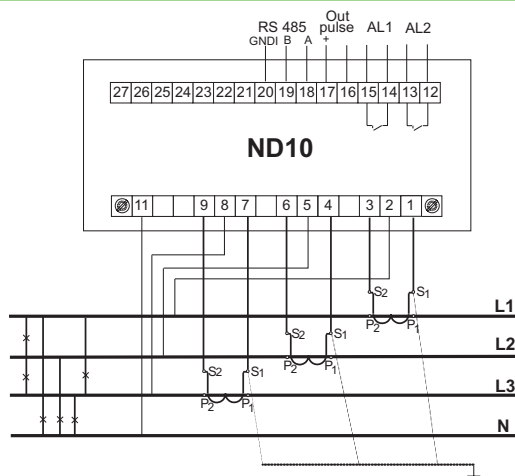 RS 485 Out pulse AL1 AL2
GNDI B A +
27 26 25 24 23 22 21 20 19 18 17 16 15 14 13 12
ND10
11 9 8 7 6 5 4 3 2 1
S2 S1
L1
P2 P1
S2 S1
L2
P2 P1
S2 S1
L3
P2 P1
N